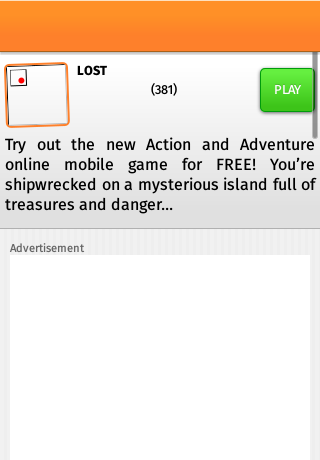 LOST
(381)
PLAY
Try out the new Action and Adventure
online mobile game for FREE! You’re
shipwrecked on a mysterious island full of
treasures and danger...
Advertisement